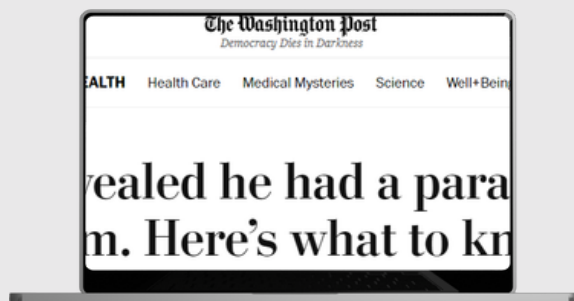 The Washington Post
Democracy Dies in Darkness
EALTH Health Care Medical Mysteries Science Well+Being
vealed he had a para
m. Here's what to kn